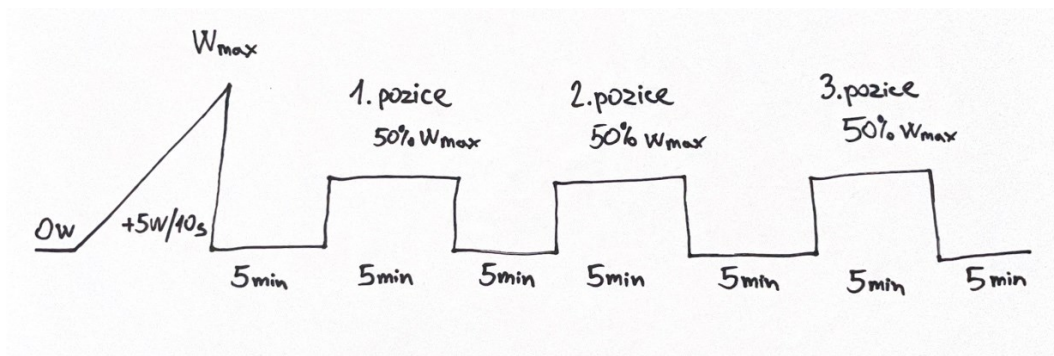 Wmax
1. pozice
50% Wmax
2. pozice
50% Wmax
3. pozice
50% Wmax
0W
+5W/10s
5min
5min
5min
5min
5min
5min
5min